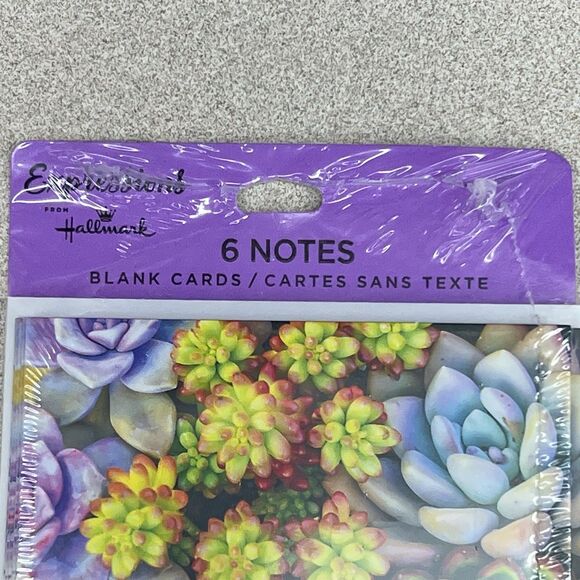 Expressions
FROM
Hallmark
6 NOTES
BLANK CARDS / CARTES SANS TEXTE